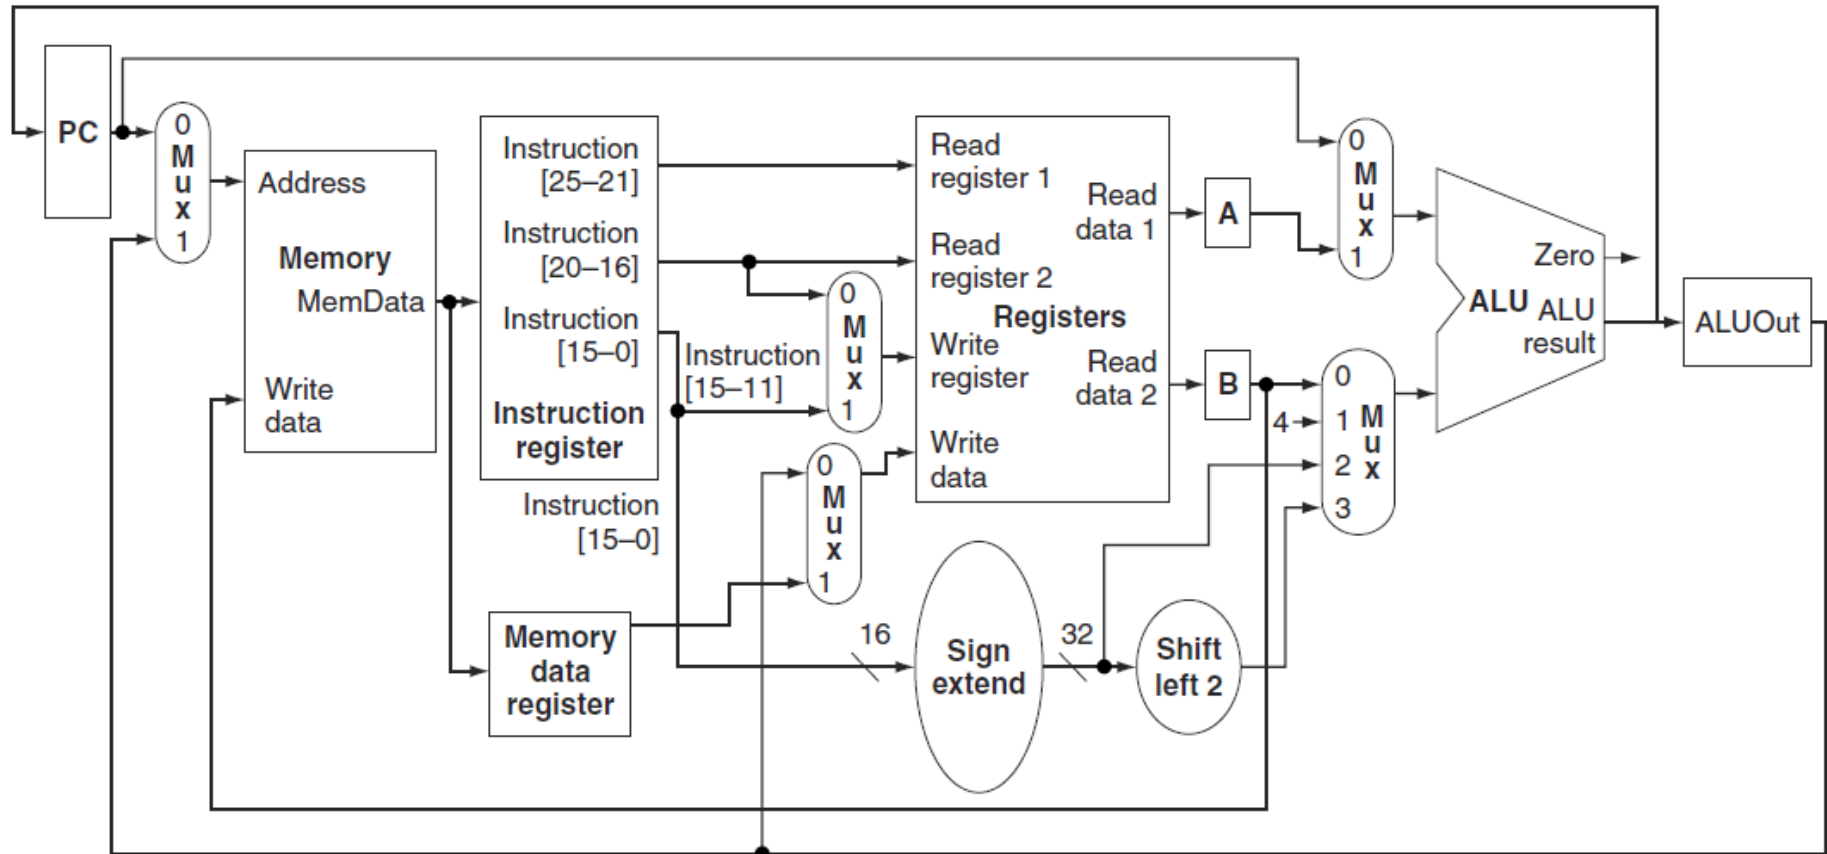 PC
0
M
u
x
1
Address
Memory
MemData
Write
data
Instruction
[25–21]
Instruction
[20–16]
Instruction
[15–0]
Instruction
register
Instruction
[15–0]
Memory
data
register
Instruction
[15–11]
0
M
u
x
1
0
M
u
x
1
Read
register 1
Read
register 2
Registers
Write
register
Write
data
Read
data 1
Read
data 2
16
Sign
extend
32
Shift
left 2
A
B
0
M
u
x
1
0
4
1
2
3
M
u
x
Zero
ALU
ALU
result
ALUOut